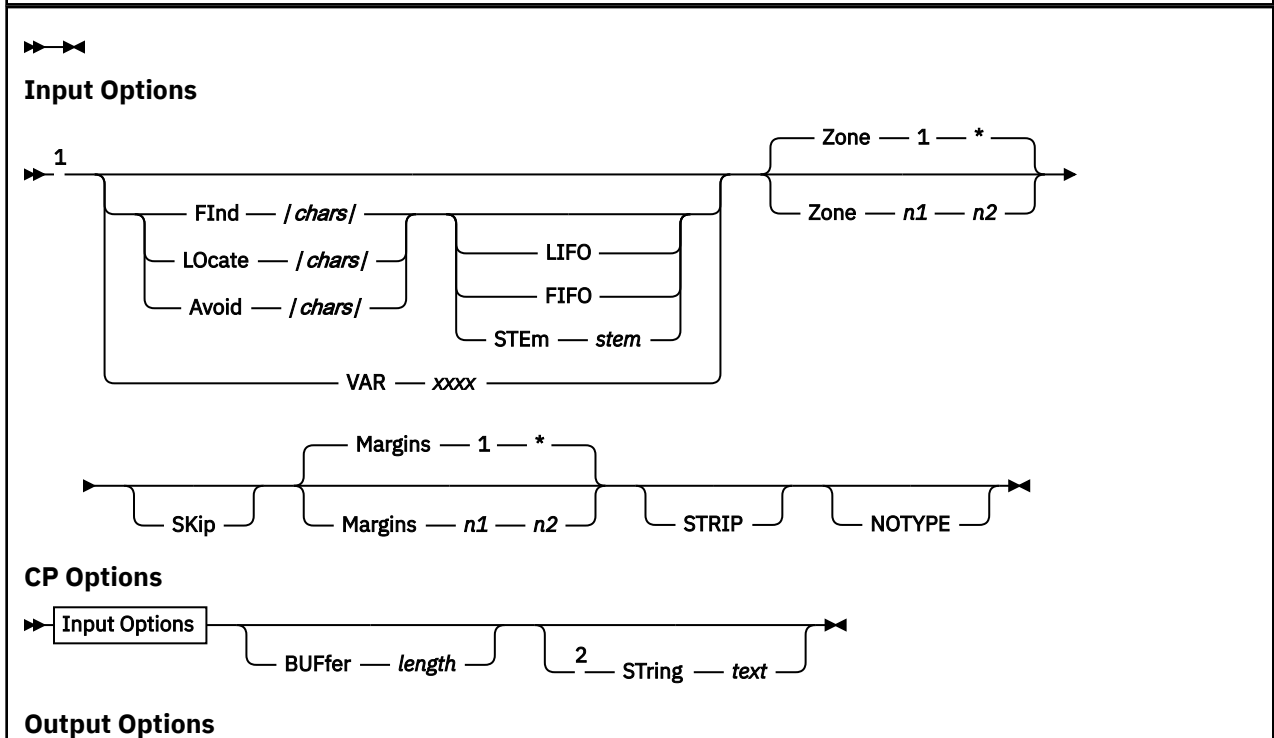 Input Options
1
Zone 1 *
FInd /chars/
Zone n1 n2
LOcate /chars/
LIFO
Avoid /chars/
FIFO
STEm stem
VAR xxxx
Margins 1 *
SKip
Margins n1 n2
STRIP
NOTYPE
CP Options
Input Options
BUFfer length
2
STring text
Output Options